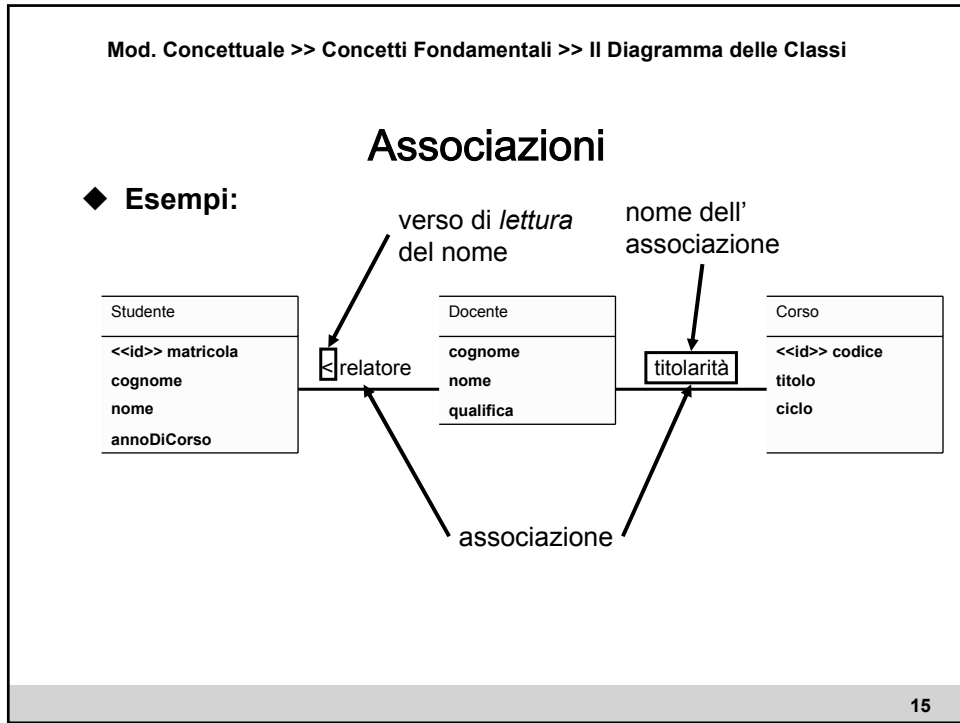 Mod. Concettuale >> Concetti Fondamentali >> Il Diagramma delle Classi
Associazioni
◆ Esempi:
verso di lettura
del nome
nome dell'
associazione
Studente
<<id>> matricola
cognome
nome
annoDiCorso
< relatore
Docente
cognome
nome
qualifica
titolarità
Corso
<<id>> codice
titolo
ciclo
associazione
15